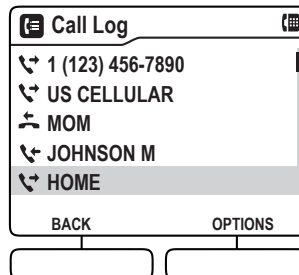 Call Log
1 (123) 456-7890
US CELLULAR
MOM
JOHNSON M
HOME
BACK OPTIONS